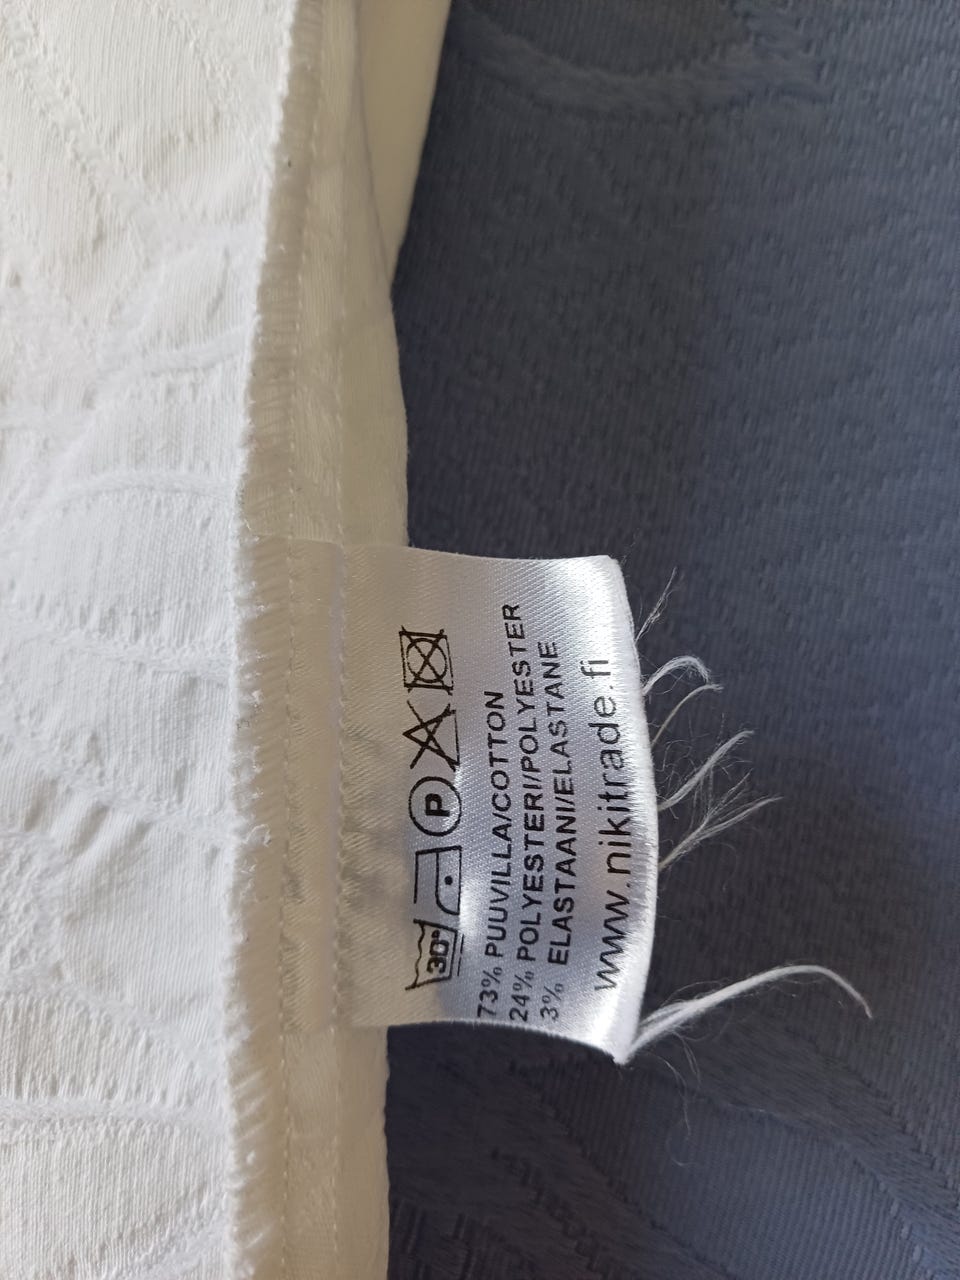 30° P
73% PUUVILLA/COTTON
24% POLYESTERI/POLYESTER
3% ELASTAANI/ELASTANE
www.nikitrade.fi